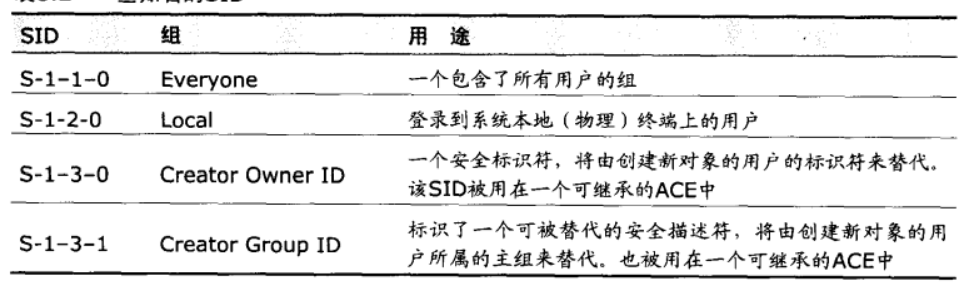 SID 组 用 途
S-1-1-0 Everyone 一个包含了所有用户的组
S-1-2-0 Local 登录到系统本地（物理）终端上的用户
S-1-3-0 Creator Owner ID 一个安全标识符，将由创建新对象的用户的标识符来替代。
该SID被用在一个可继承的ACE中
S-1-3-1 Creator Group ID 标识了一个可被替代的安全描述符，将由创建新对象的用
户所属的主组来替代。也被用在一个可继承的ACE中